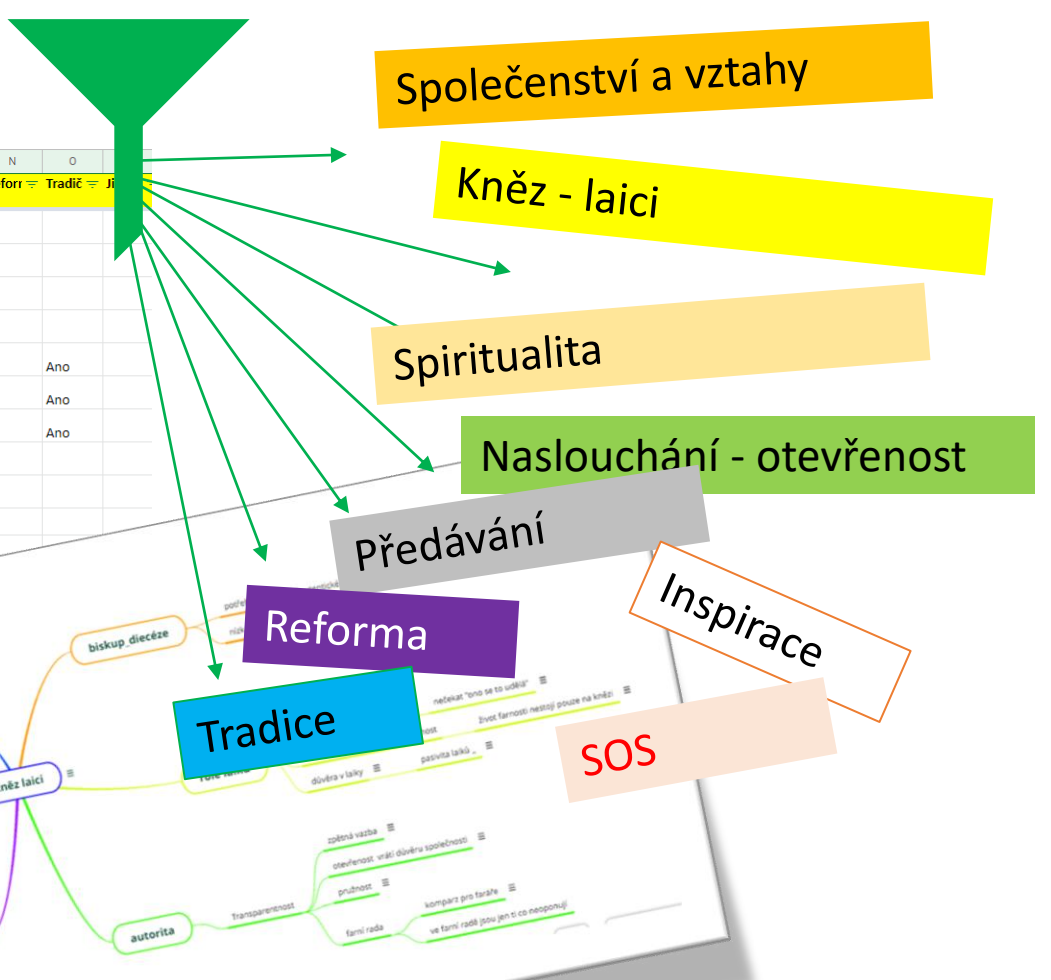 Společenství a vztahy
Kněz - laici
Spiritualita
Naslouchání - otevřenost
Předávání
Reforma
Tradice
Inspirace
SOS
N
O
Tradič
Ano
Ano
Ano
biskup_diecéze
nečekat "ono se to udělá"
život farnosti nestojí pouze na knězi
důvěra v laiky
pasivita laiků
laici
zpětná vazba
otevřenost vrátí důvěru společnosti
pružnost
Transparentnost
farní rada
komparz pro faráře
ve farní radě jsou jen ti co neoponují
autorita